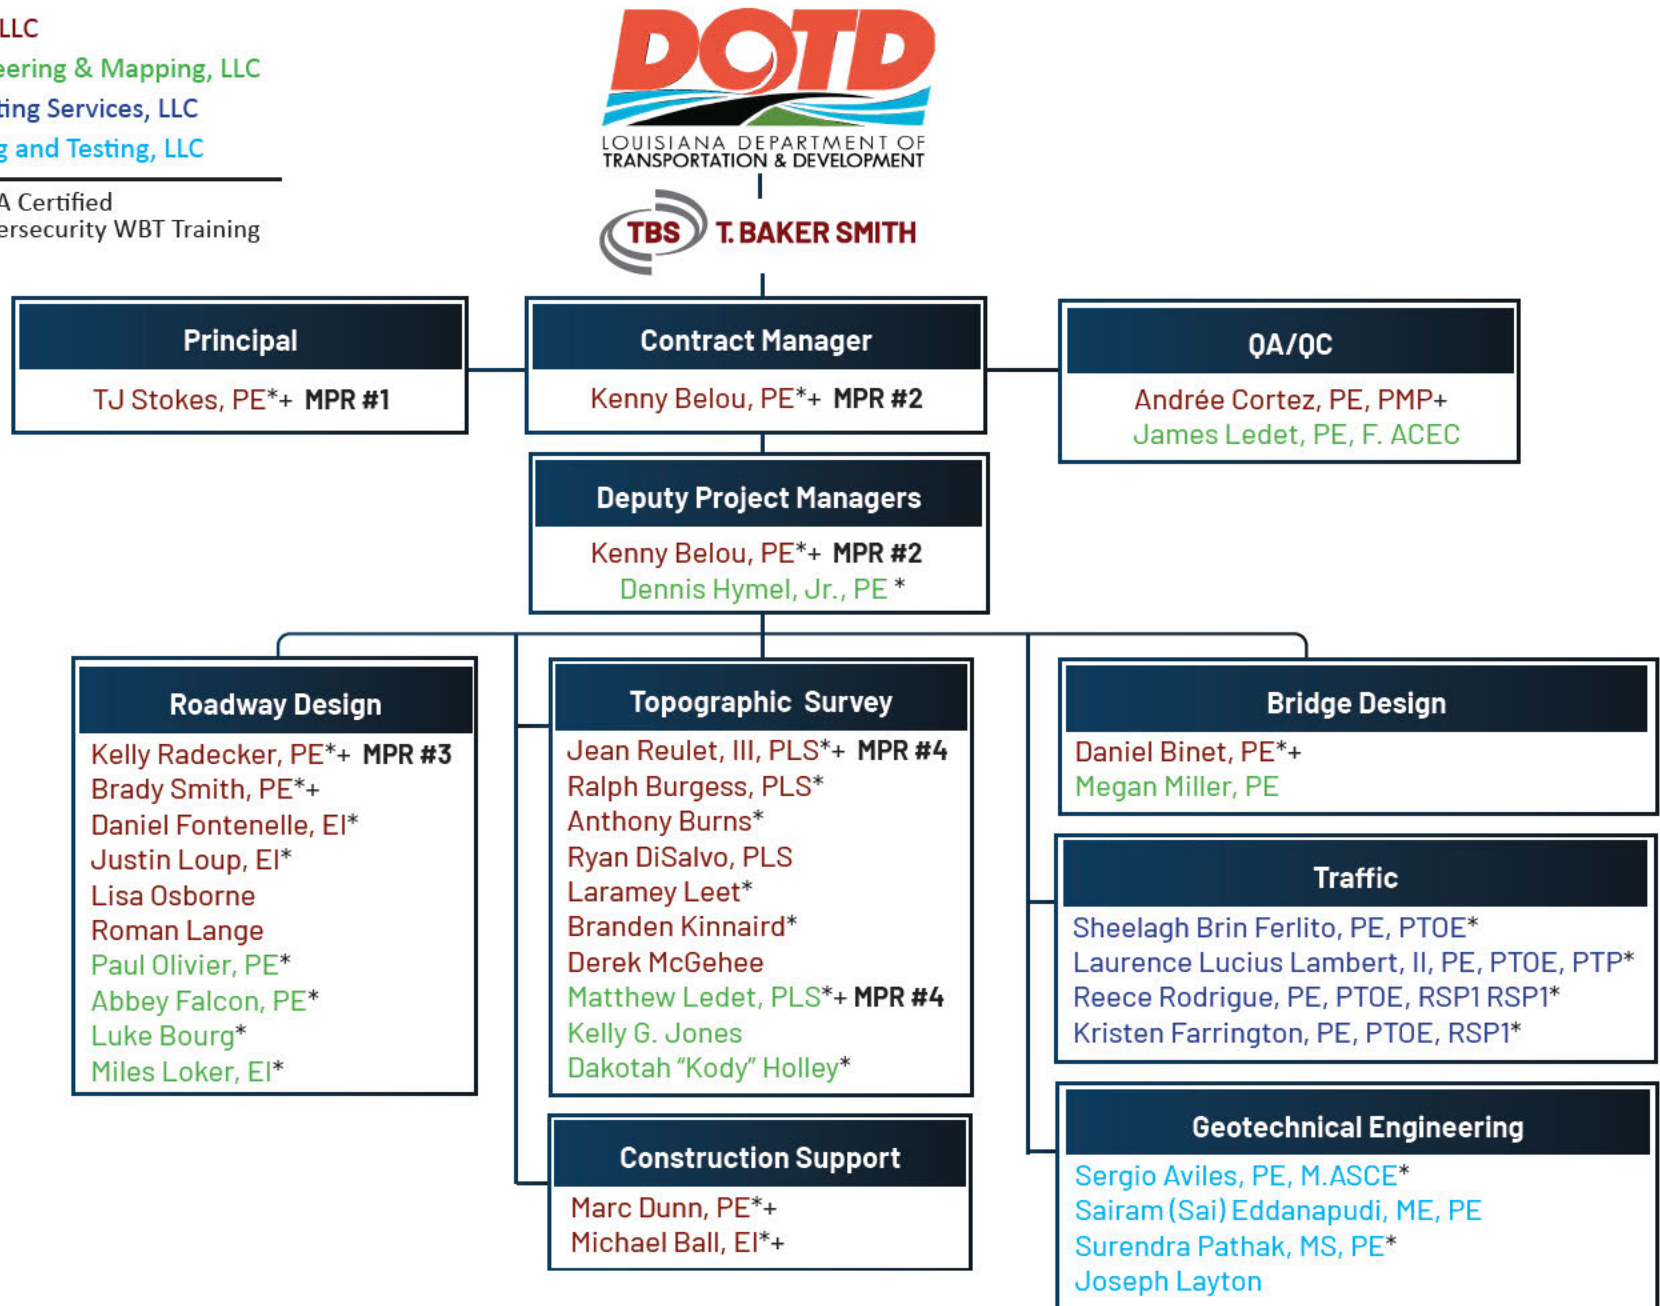 LLC
eering & Mapping, LLC
ting Services, LLC
g and Testing, LLC
A Certified
ersecurity WBT Training
DOTD
LOUISIANA DEPARTMENT OF
TRANSPORTATION & DEVELOPMENT
TBS T. BAKER SMITH
Principal
TJ Stokes, PE*+ MPR #1
Contract Manager
Kenny Belou, PE*+ MPR #2
QA/QC
Andrée Cortez, PE, PMP+
James Ledet, PE, F. ACEC
Deputy Project Managers
Kenny Belou, PE*+ MPR #2
Dennis Hymel, Jr., PE *
Roadway Design
Kelly Radecker, PE*+ MPR #3
Brady Smith, PE*+
Daniel Fontenelle, EI*
Justin Loup, EI*
Lisa Osborne
Roman Lange
Paul Olivier, PE*
Abbey Falcon, PE*
Luke Bourg*
Miles Loker, EI*
Topographic Survey
Jean Reulet, III, PLS*+ MPR #4
Ralph Burgess, PLS*
Anthony Burns*
Ryan DiSalvo, PLS
Laramey Leet*
Branden Kinnaird*
Derek McGehee
Matthew Ledet, PLS*+ MPR #4
Kelly G. Jones
Dakotah "Kody" Holley*
Construction Support
Marc Dunn, PE*+
Michael Ball, EI*+
Bridge Design
Daniel Binet, PE*+
Megan Miller, PE
Traffic
Sheelagh Brin Ferlito, PE, PTOE*
Laurence Lucius Lambert, II, PE, PTOE, PTP*
Reece Rodrigue, PE, PTOE, RSP1 RSP1*
Kristen Farrington, PE, PTOE, RSP1*
Geotechnical Engineering
Sergio Aviles, PE, M.ASCE*
Sairam (Sai) Eddanapudi, ME, PE
Surendra Pathak, MS, PE*
Joseph Layton